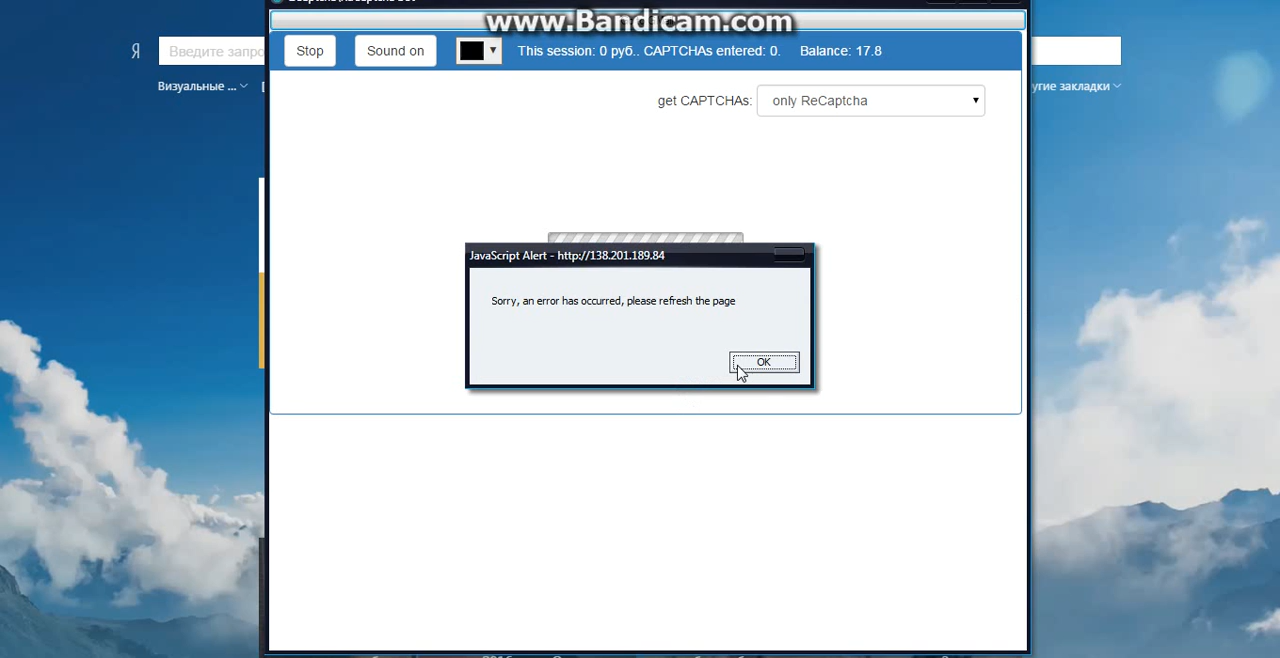 www.Bandicam.com
Я
Введите запро
Stop
Sound on
This session: 0 руб.. CAPTCHAs entered: 0.
Balance: 17.8
Визуальные ...
угие закладки
get CAPTCHAs:
only ReCaptcha
JavaScript Alert - http://138.201.189.84
Sorry, an error has occurred, please refresh the page
OK